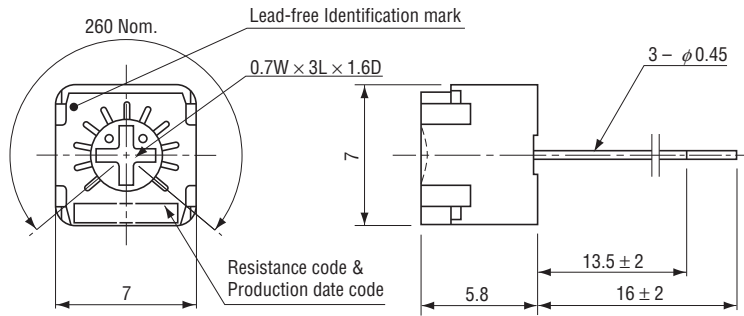 Lead-free Identification mark
260 Nom.
0.7W × 3L × 1.6D
3 – φ0.45
7
13.5 ± 2
Resistance code &
Production date code
7
5.8
16 ± 2